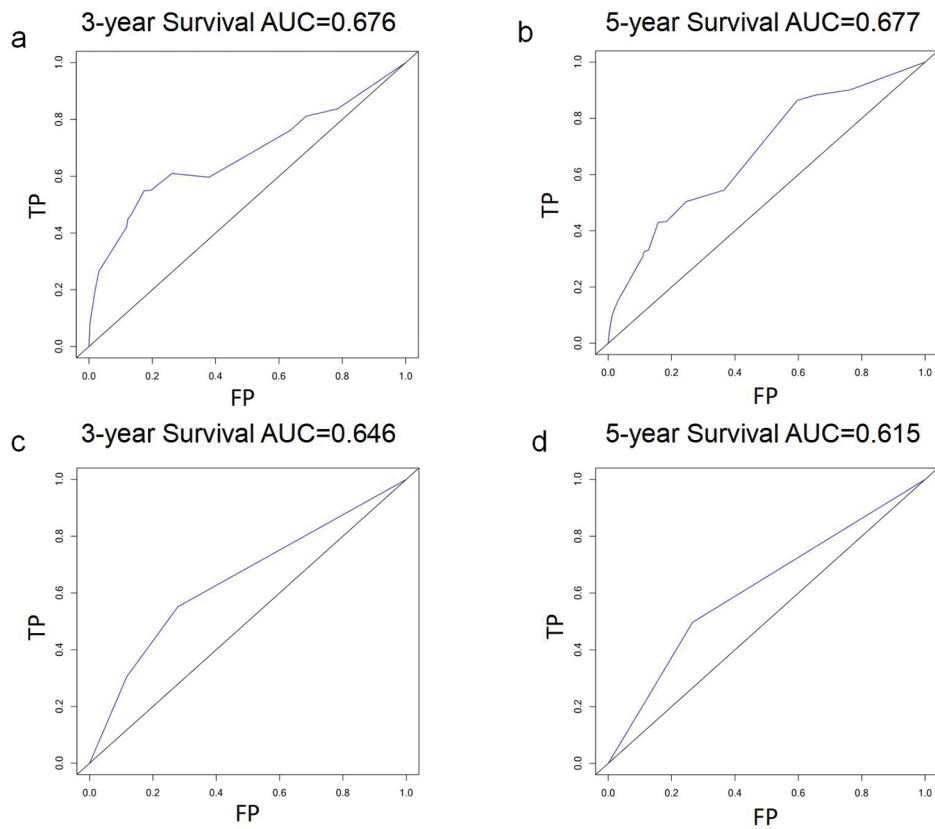 a
3-year Survival AUC=0.676
TP
1.0
0.8
0.6
0.4
0.2
0.0
0.0 0.2 0.4 0.6 0.8 1.0
FP
b
5-year Survival AUC=0.677
TP
1.0
0.8
0.6
0.4
0.2
0.0
0.0 0.2 0.4 0.6 0.8 1.0
FP
c
3-year Survival AUC=0.646
TP
1.0
0.8
0.6
0.4
0.2
0.0
0.0 0.2 0.4 0.6 0.8 1.0
FP
d
5-year Survival AUC=0.615
TP
1.0
0.8
0.6
0.4
0.2
0.0
0.0 0.2 0.4 0.6 0.8 1.0
FP